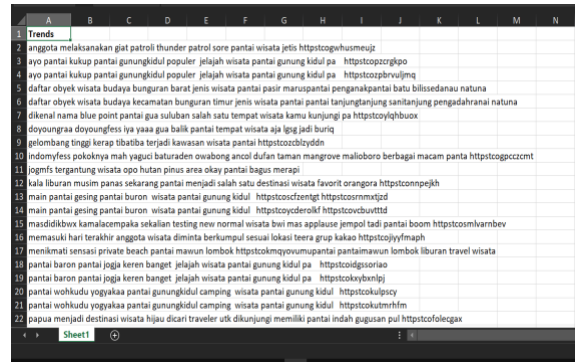 A B C D E F G H I J K L M N
1 Trends
2 anggota melaksanakan giat patroli thunder patrol sore pantai wisata jetis httpstcogwhusmeujz
3 ayo pantai kukup pantai gunungkidul populer jelajah wisata pantai gunung kidul pa httpstcopzcrgkpo
4 ayo pantai kukup pantai gunungkidul populer jelajah wisata pantai gunung kidul pa httpstcozpbrvuljmq
5 daftar obyek wisata budaya bunguran barat jenis wisata pantai pasir maruspantai penganakpantai batu bilissedanau natuna
6 daftar obyek wisata budaya kecamatan bunguran timur jenis wisata pantai pantai tanjungtanjung sanitanjung pengadahranai natuna
7 dikenal nama blue point pantai gua suluban salah satu tempat wisata kamu kunjungi pa httpstcoylqhbuox
8 doyoungraa doyoungfess iya yaaa gua balik pantai tempat wisata aja lgsg jadi buriq
9 gelombang tinggi kerap tibatiba terjadi kawasan wisata pantai httpstcozcblzyddn
10 indomyfess pokoknya mah yaguci baturaden owabong ancol dufan taman mangrove malioboro berbagai macam panta httpstcogpcczcmt
11 jogmfs tergantung wisata opo hutan pinus area okay pantai bagus merapi
12 kala liburan musim panas sekarang pantai menjadi salah satu destinasi wisata favorit orangora httpstconnpejkh
13 main pantai gesing pantai buron wisata pantai gunung kidul httpstcoscfzentgt httpstcosrnmxtjzd
14 main pantai gesing pantai buron wisata pantai gunung kidul httpstcoycderolkf httpstcovcbuvtttd
15 masdidikbwx kamalacempaka sekalian testing new normal wisata bwi mas applause jempol tadi pantai boom httpstcosmlvarnbev
16 memasuki hari terakhir anggota wisata diminta berkumpul sesuai lokasi teera grup kakao httpstcojiyyfmaph
17 menikmati sensasi private beach pantai mawun lombok httpstcokmqyovumupantai pantaimawun lombok liburan travel wisata
18 pantai baron pantai jogja keren banget jelajah wisata pantai gunung kidul pa httpstcoidgssoriao
19 pantai baron pantai jogja keren banget jelajah wisata pantai gunung kidul pa httpstcokxybxnlpj
20 pantai wohkudu yogyakaa pantai gunungkidul camping wisata pantai gunung kidul httpstcokulpscy
21 pantai wohkudu yogyakaa pantai gunungkidul camping wisata pantai gunung kidul httpstcokutmrhfm
22 papua menjadi destinasi wisata hijau dicari traveler utk dikunjungi memiliki pantai indah gugusan pul httpstcofolecgax
Sheet1